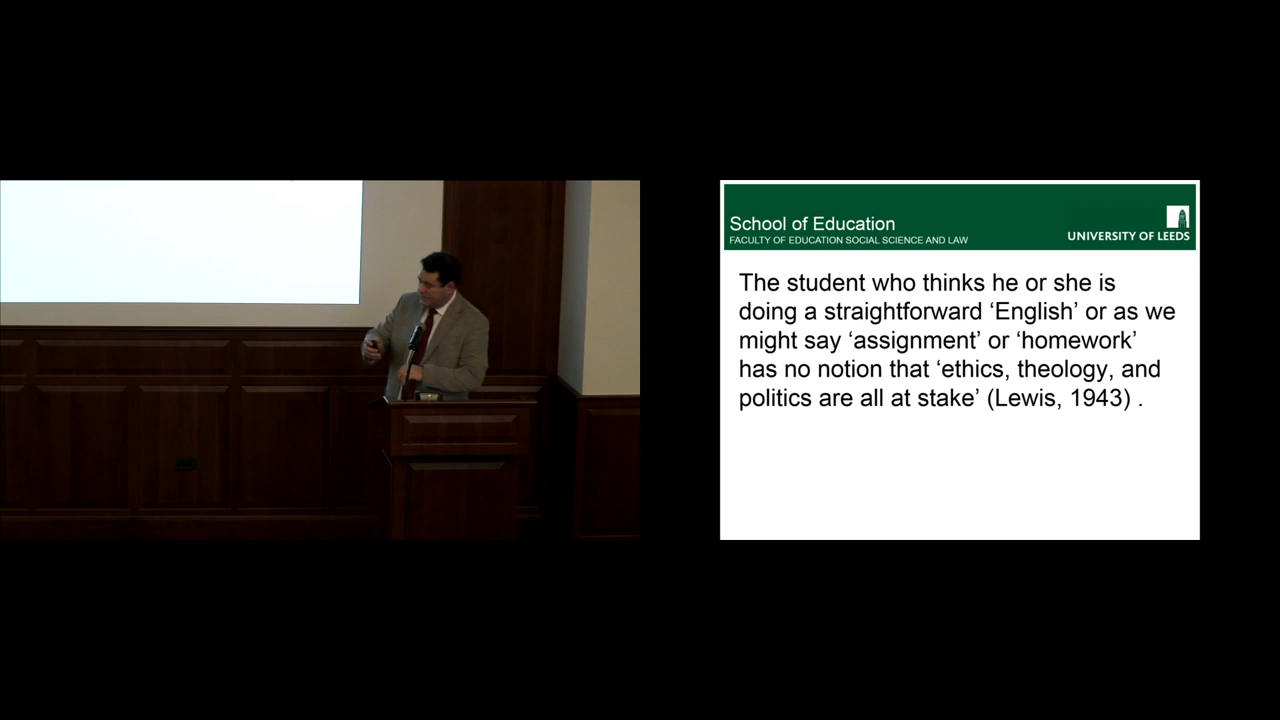 School of Education
FACULTY OF EDUCATION SOCIAL SCIENCE AND LAW
UNIVERSITY OF LEEDS
The student who thinks he or she is
doing a straightforward ‘English’ or as we
might say ‘assignment’ or ‘homework’
has no notion that ‘ethics, theology, and
politics are all at stake’ (Lewis, 1943) .